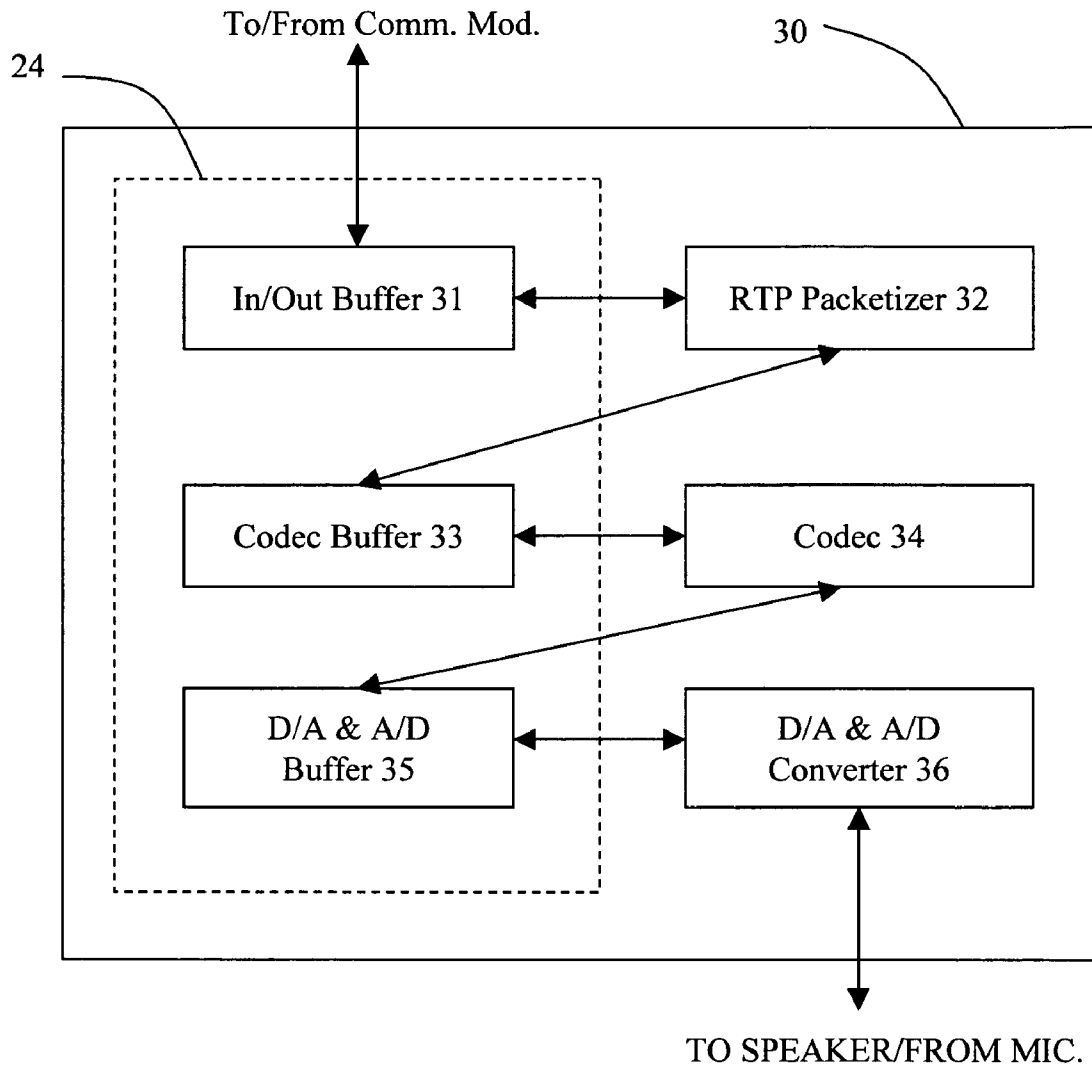 To/From Comm. Mod.
30
24
In/Out Buffer 31
RTP Packetizer 32
Codec Buffer 33
Codec 34
D/A & A/D
Buffer 35
D/A & A/D
Converter 36
TO SPEAKER/FROM MIC.